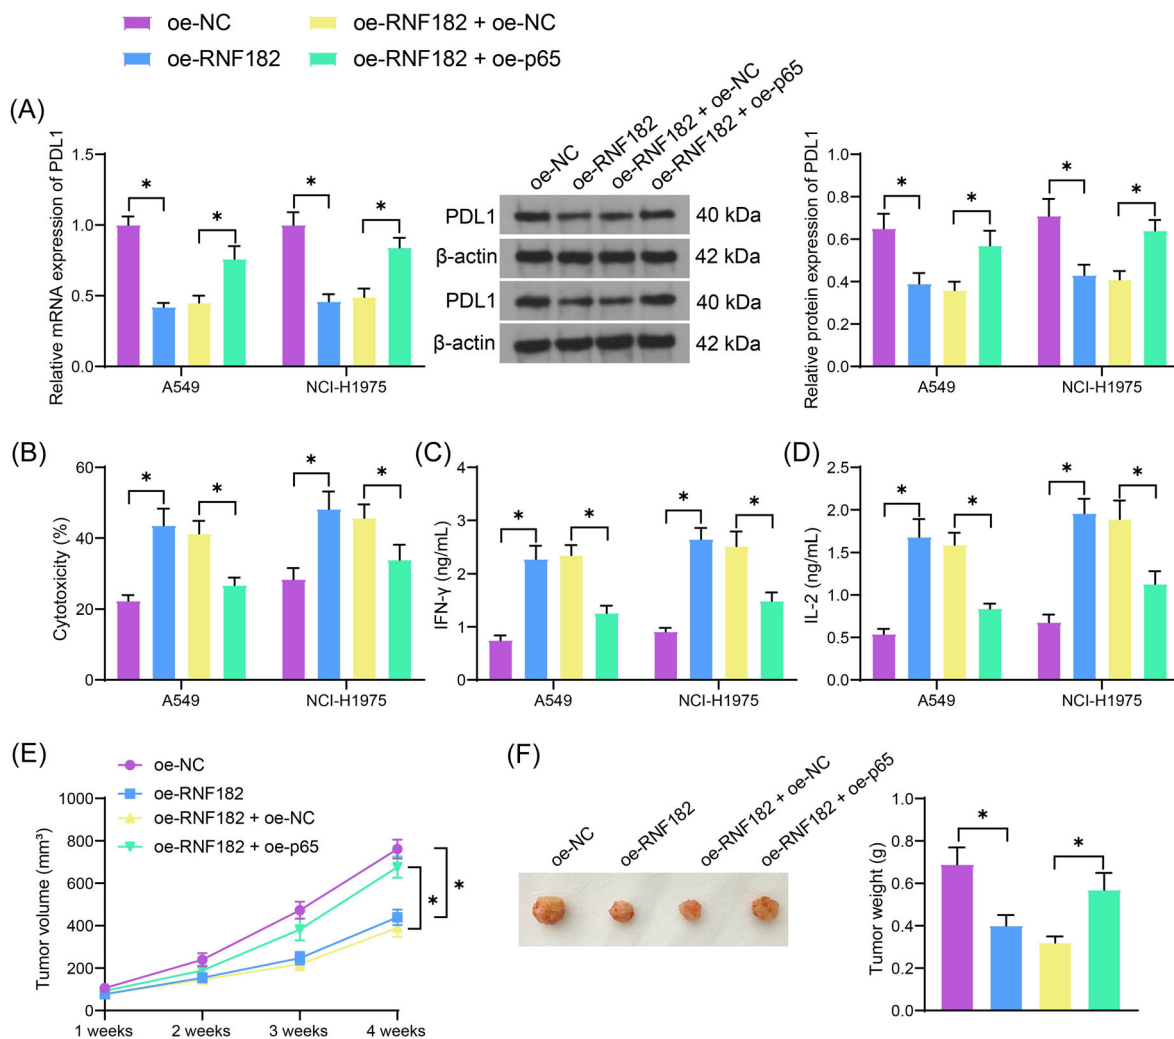 oe-NC
oe-RNF182 + oe-NC
oe-RNF182
oe-RNF182 + oe-p65
(A)
Relative mRNA expression of PDL1
1.5
1.0
0.5
0.0
*
*
*
*
A549
NCI-H1975
oe-NC
oe-RNF182
oe-RNF182 + oe-NC
oe-RNF182 + oe-p65
PDL1
40 kDa
β-actin
42 kDa
PDL1
40 kDa
β-actin
42 kDa
Relative protein expression of PDL1
1.0
0.8
0.6
0.4
0.2
0.0
*
*
*
*
A549
NCI-H1975
(B)
Cytotoxicity (%)
60
40
20
0
*
*
*
*
A549
NCI-H1975
(C)
IFN-γ (ng/mL)
4
3
2
1
0
*
*
*
*
A549
NCI-H1975
(D)
IL-2 (ng/mL)
2.5
2.0
1.5
1.0
0.5
0.0
*
*
*
*
A549
NCI-H1975
(E)
oe-NC
oe-RNF182
oe-RNF182 + oe-NC
oe-RNF182 + oe-p65
Tumor volume (mm³)
1000
800
600
400
200
0
*
*
1 weeks
2 weeks
3 weeks
4 weeks
(F)
oe-NC
oe-RNF182
oe-RNF182 + oe-NC
oe-RNF182 + oe-p65
Tumor weight (g)
1.0
0.8
0.6
0.4
0.2
0.0
*
*